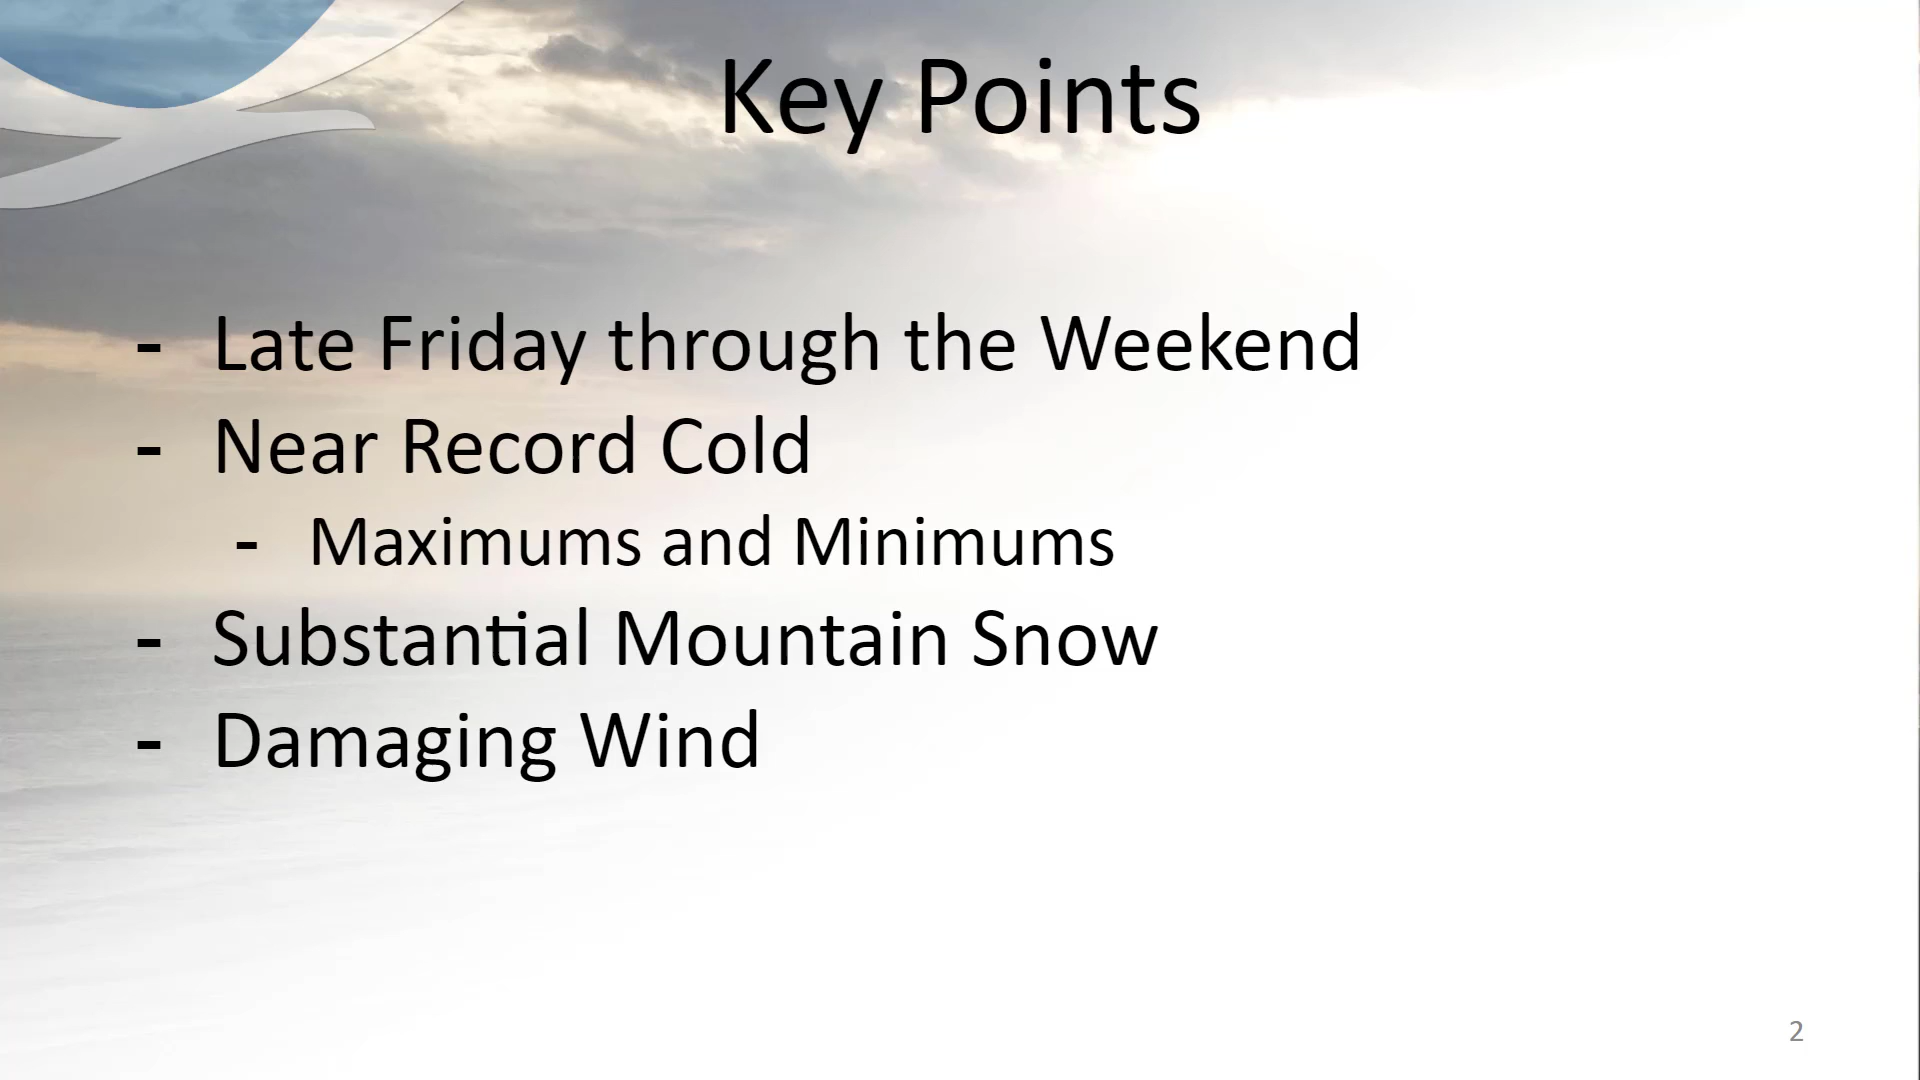 Key Points
- Late Friday through the Weekend
- Near Record Cold
- Maximums and Minimums
- Substantial Mountain Snow
- Damaging Wind
2